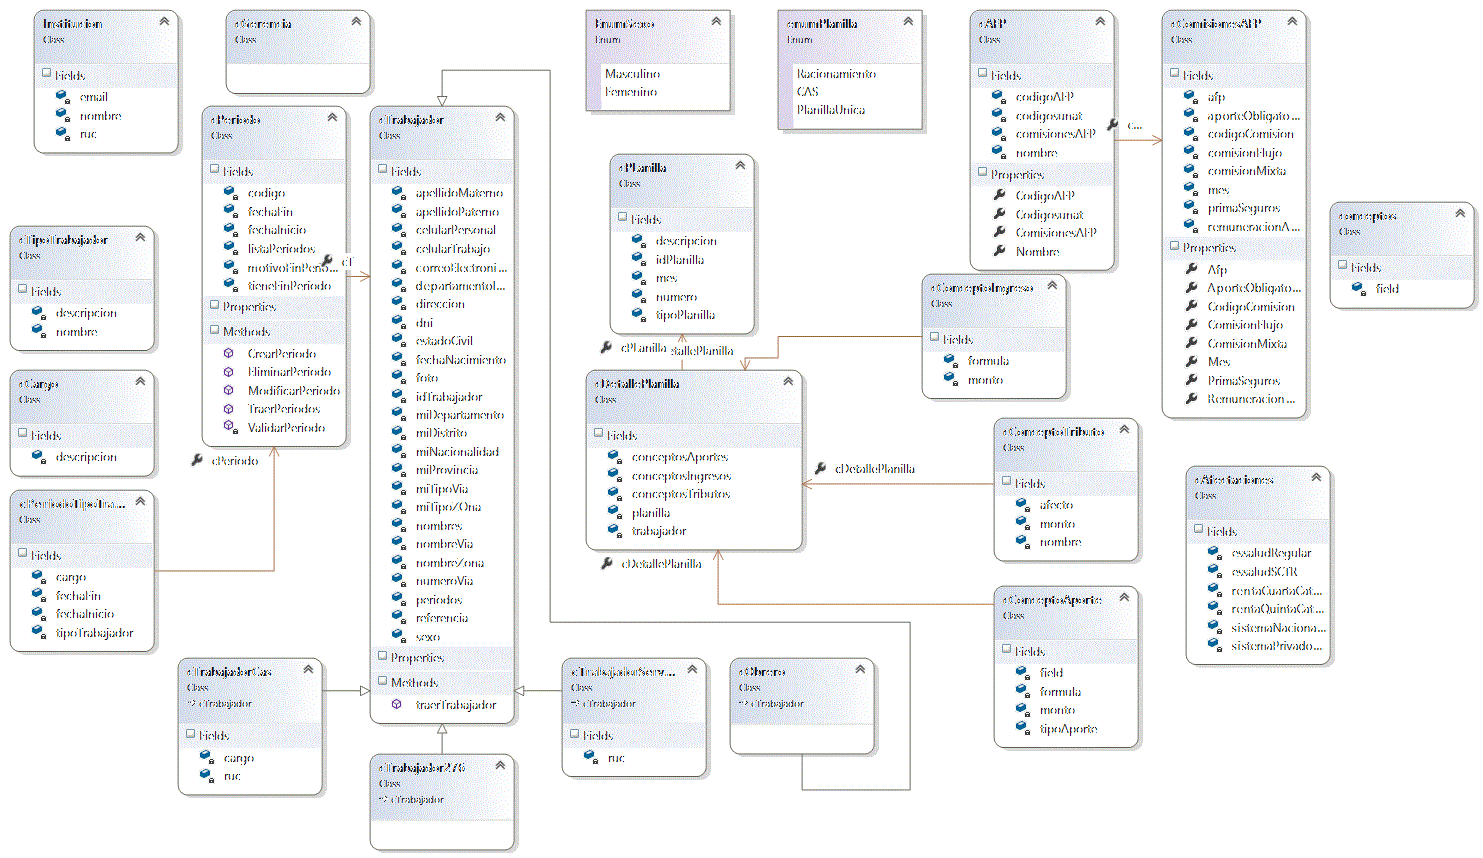 Institucion
Class
Fields
email
nombre
ruc
cGerencia
Class
cPeriodo
Class
Fields
codigo
fechaFin
fechaInicio
listaPeriodos
motivoFinPerio...
tieneFinPeriodo
Properties
Methods
CrearPeriodo
EliminarPeriodo
ModificarPeriodo
TraerPeriodos
ValidarPeriodo
cT
cTrabajador
Class
Fields
apellidoMaterno
apellidoPaterno
celularPersonal
celularTrabajo
correoElectroni...
departamentoI...
direccion
dni
estadoCivil
fechaNacimiento
foto
idTrabajador
miDepartamento
miDistrito
miNacionalidad
miProvincia
miTipoVia
miTipoZOna
nombres
nombreVia
nombreZona
numeroVia
periodos
referencia
sexo
Properties
Methods
traerTrabajador
EnumSexo
Enum
Masculino
Femenino
enumPlanilla
Enum
Racionamiento
CAS
PlanillaUnica
cAFP
Class
Fields
codigoAFP
codigosunat
comisionesAFP
nombre
Properties
CodigoAFP
Codigosunat
ComisionesAFP
Nombre
c...
cComisionesAFP
Class
Fields
afp
aporteObligato...
codigoComision
comisionFlujo
comisionMixta
mes
primaSeguros
remuneracionA...
Properties
Afp
AporteObligato...
CodigoComision
ComisionFlujo
ComisionMixta
Mes
PrimaSeguros
Remuneracion...
conceptos
Class
Fields
field
cTipoTrabajador
Class
Fields
descripcion
nombre
cCargo
Class
Fields
descripcion
cPeriodo
cPeriodoTipoTra...
Class
Fields
cargo
fechaFin
fechaInicio
tipoTrabajador
cPLanilla
Class
Fields
descripcion
idPlanilla
mes
numero
tipoPlanilla
cPLanilla
etallePlanilla
cDetallePlanilla
Class
Fields
conceptosAportes
conceptosIngresos
conceptosTributos
planilla
trabajador
cDetallePlanilla
cDetallePlanilla
cConceptoIngreso
Class
Fields
formula
monto
cConceptoTributo
Class
Fields
afecto
monto
nombre
cConceptoAporte
Class
Fields
field
formula
monto
tipoAporte
cAfectaciones
Class
Fields
essaludRegular
essaludSCTR
rentaCuartaCat...
rentaQuintaCat...
sistemaNaciona...
sistemaPrivado...
cTrabajadorCas
Class
cTrabajador
Fields
cargo
ruc
cTrabajador276
Class
cTrabajador
cTrabajadorServ...
Class
cTrabajador
Fields
ruc
cObrero
Class
cTrabajador